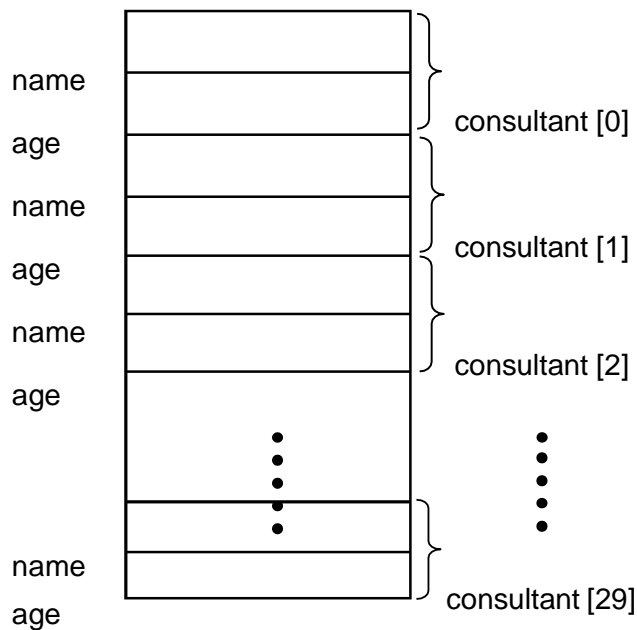 name
consultant [0]
age
name
consultant [1]
age
name
consultant [2]
age
name
consultant [29]
age